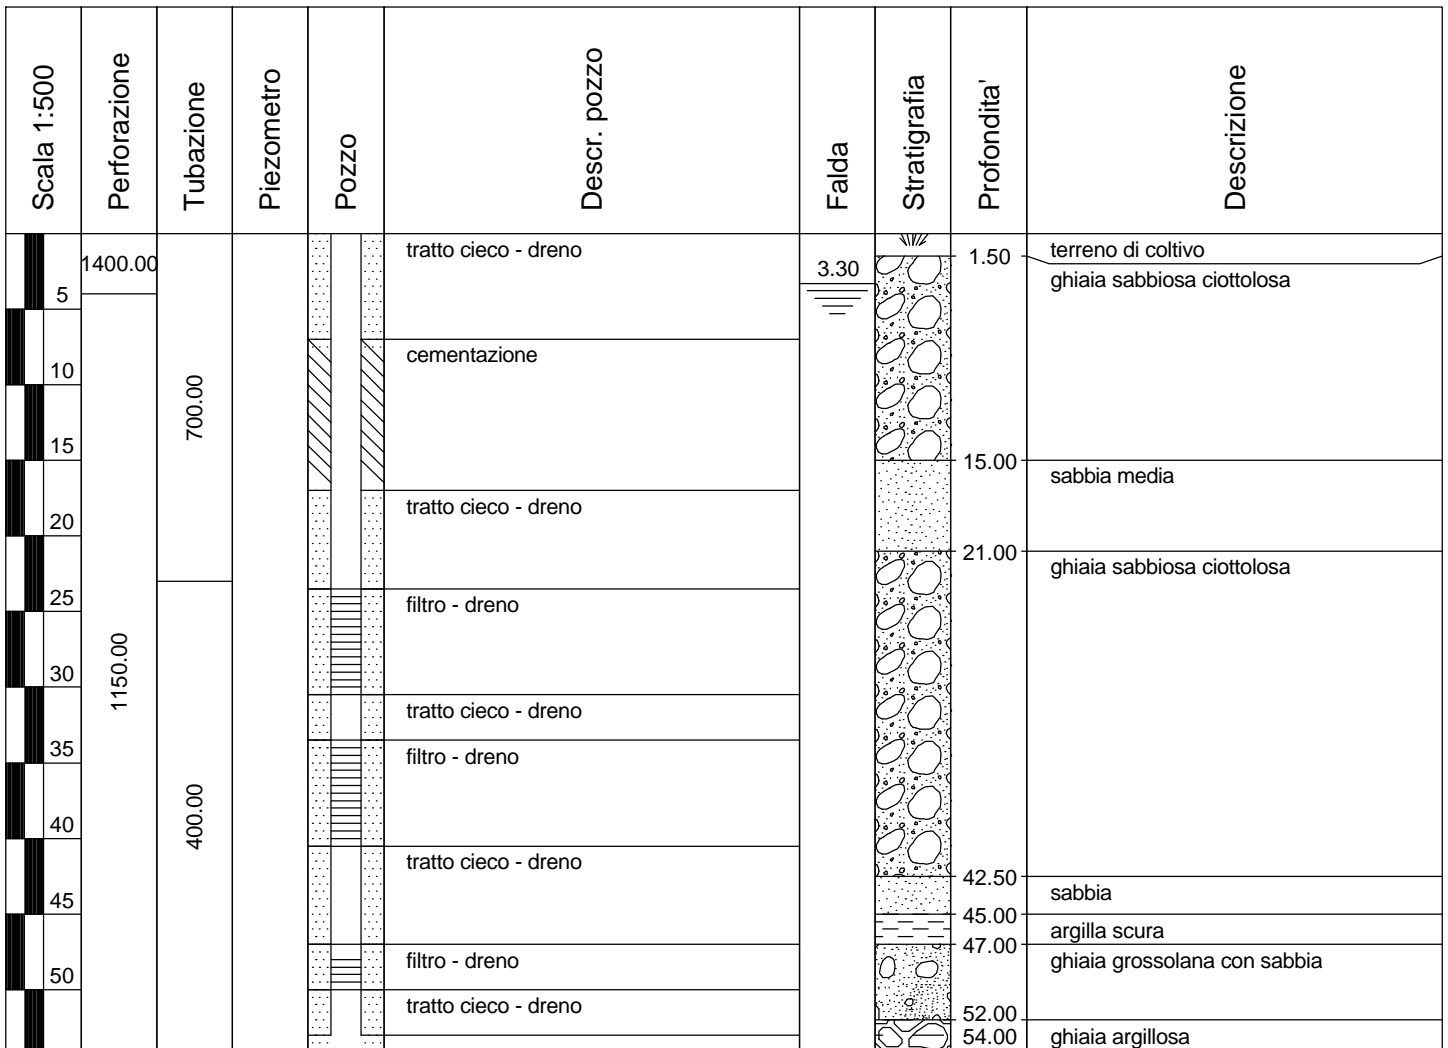 Scala 1:500
Perforazione
Tubazione
Piezometro
Pozzo
Descr. pozzo
Falda
Stratigrafia
Profondita'
Descrizione
5
10
15
20
25
30
35
40
45
50
1400.00
1150.00
700.00
400.00
tratto cieco - dreno
cementazione
tratto cieco - dreno
filtro - dreno
tratto cieco - dreno
filtro - dreno
tratto cieco - dreno
filtro - dreno
tratto cieco - dreno
3.30
1.50
15.00
21.00
42.50
45.00
47.00
52.00
54.00
terreno di coltivo
ghiaia sabbiosa ciottolosa
sabbia media
ghiaia sabbiosa ciottolosa
sabbia
argilla scura
ghiaia grossolana con sabbia
ghiaia argillosa